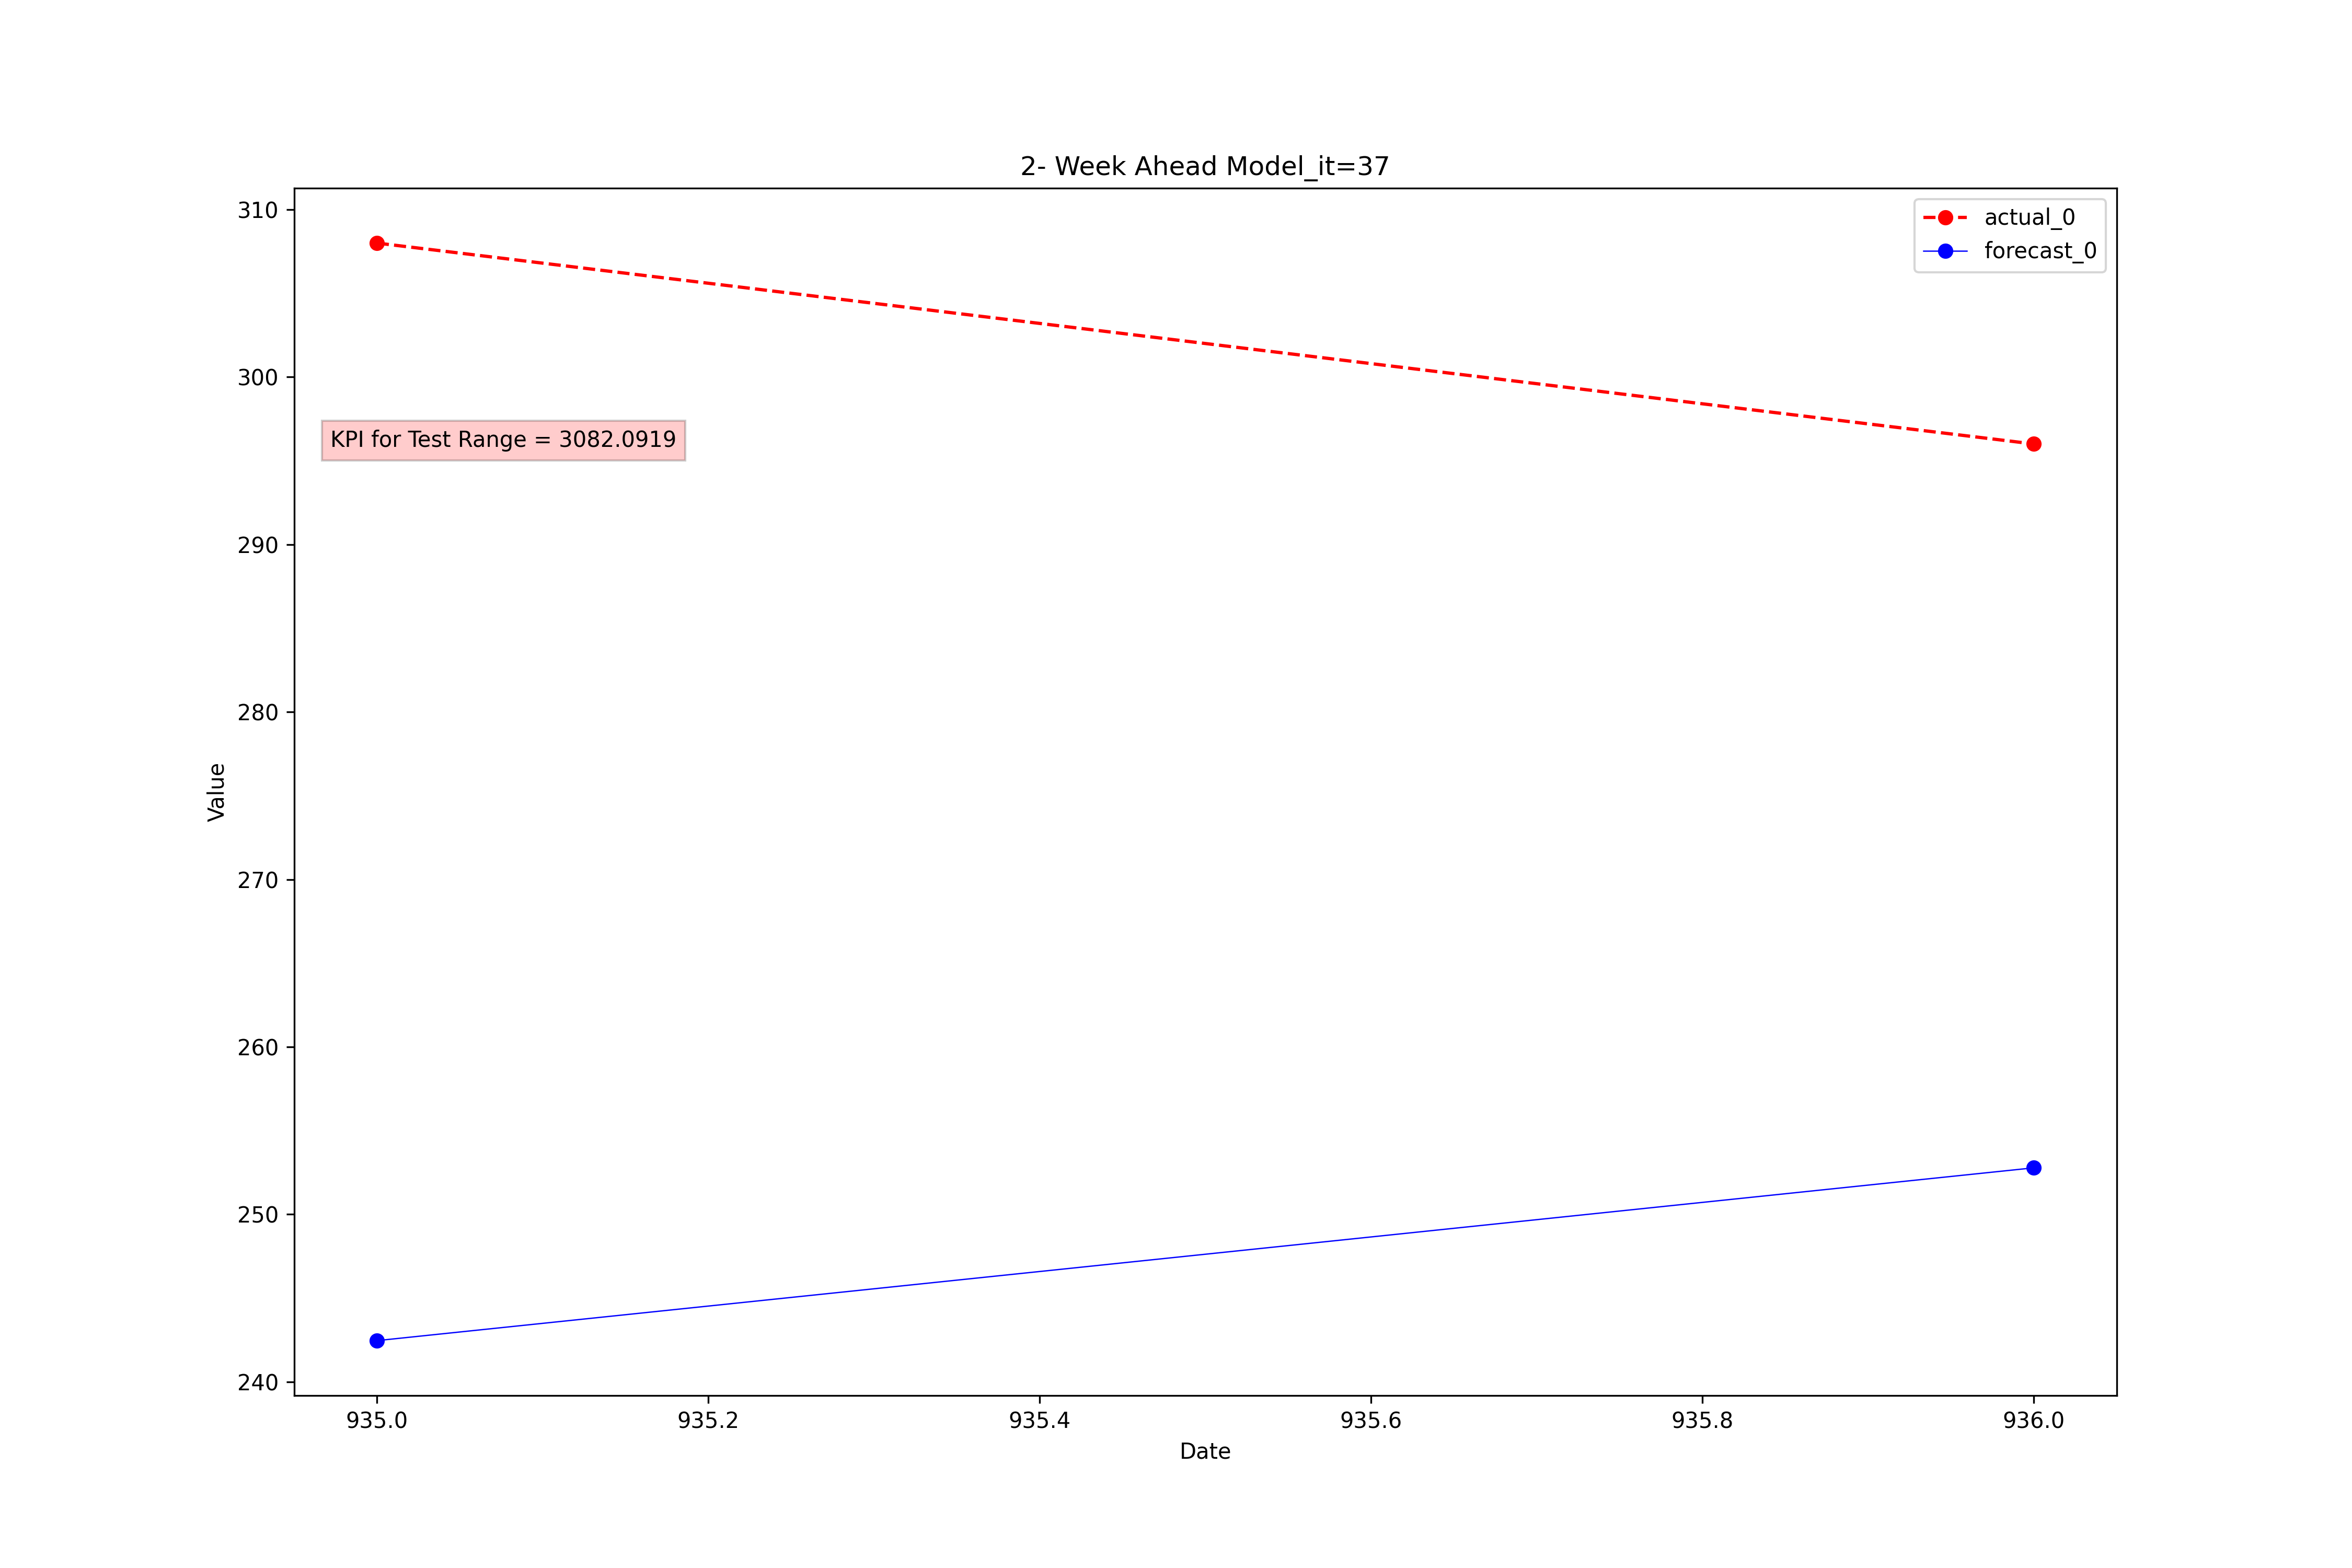 2- Week Ahead Model_it=37
actual_0
forecast_0
KPI for Test Range = 3082.0919
Value
310
300
290
280
270
260
250
240
935.0 935.2 935.4 935.6 935.8 936.0
Date